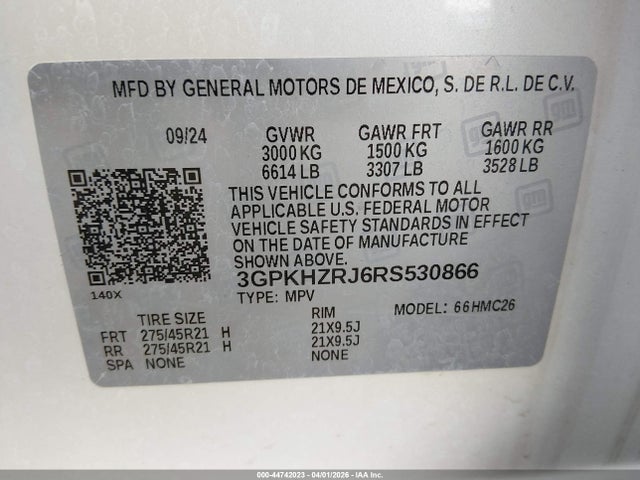 MFD BY GENERAL MOTORS DE MEXICO, S. DE R.L. DE C.V.
09/24 GVWR GAWR FRT GAWR RR
3000 KG 1500 KG 1600 KG
6614 LB 3307 LB 3528 LB
THIS VEHICLE CONFORMS TO ALL
APPLICABLE U.S. FEDERAL MOTOR
VEHICLE SAFETY STANDARDS IN EFFECT
ON THE DATE OF MANUFACTURE
SHOWN ABOVE.
3GPKHZRJ6RS530866
140X
TYPE: MPV MODEL: 66HMC26
TIRE SIZE RIM
FRT 275/45R21 H 21X9.5J
RR 275/45R21 H 21X9.5J
SPA NONE NONE
000-44742023 - 04/01/2026 - IAAI.com